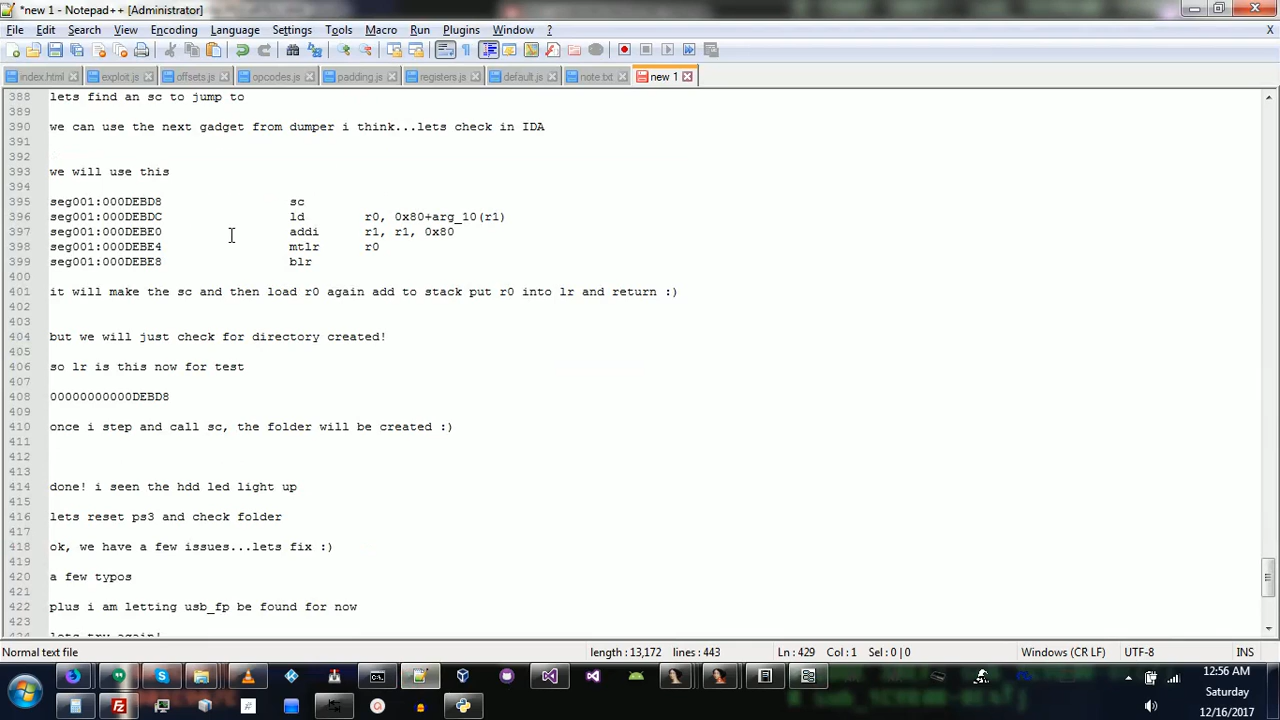 *new 1 - Notepad++ [Administrator]
File Edit Search View Encoding Language Settings Tools Macro Run Plugins Window ? X
index.html exploit.js offsets.js opcodes.js padding.js registers.js default.js note.txt new 1
388 lets find an sc to jump to
389
390 we can use the next gadget from dumper i think...lets check in IDA
391
392
393 we will use this
394
395 seg001:000DEBD8 sc
396 seg001:000DEBDC ld r0, 0x80+arg_10(r1)
397 seg001:000DEBE0 addi r1, r1, 0x80
398 seg001:000DEBE4 mtlr r0
399 seg001:000DEBE8 blr
400
401 it will make the sc and then load r0 again add to stack put r0 into lr and return :)
402
403
404 but we will just check for directory created!
405
406 so lr is this now for test
407
408 00000000000DEBD8
409
410 once i step and call sc, the folder will be created :)
411
412
413
414 done! i seen the hdd led light up
415
416 lets reset ps3 and check folder
417
418 ok, we have a few issues...lets fix :)
419
420 a few typos
421
422 plus i am letting usb_fp be found for now
423
424 lets try again!
Normal text file length : 13,172 lines : 443 Ln : 429 Col : 1 Sel : 0 | 0 Windows (CR LF) UTF-8 INS
12:56 AM
Saturday
12/16/2017